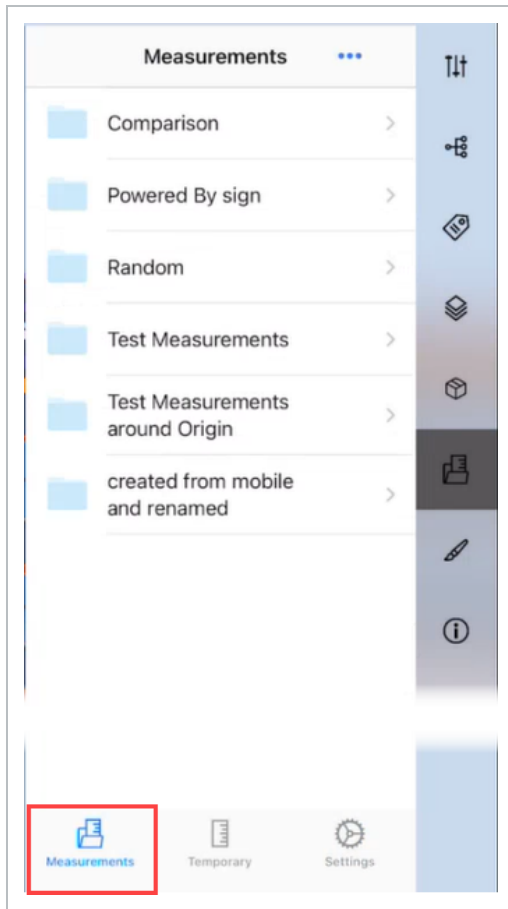 Measurements
Comparison
Powered By sign
Random
Test Measurements
Test Measurements
around Origin
created from mobile
and renamed
Measurements
Temporary
Settings